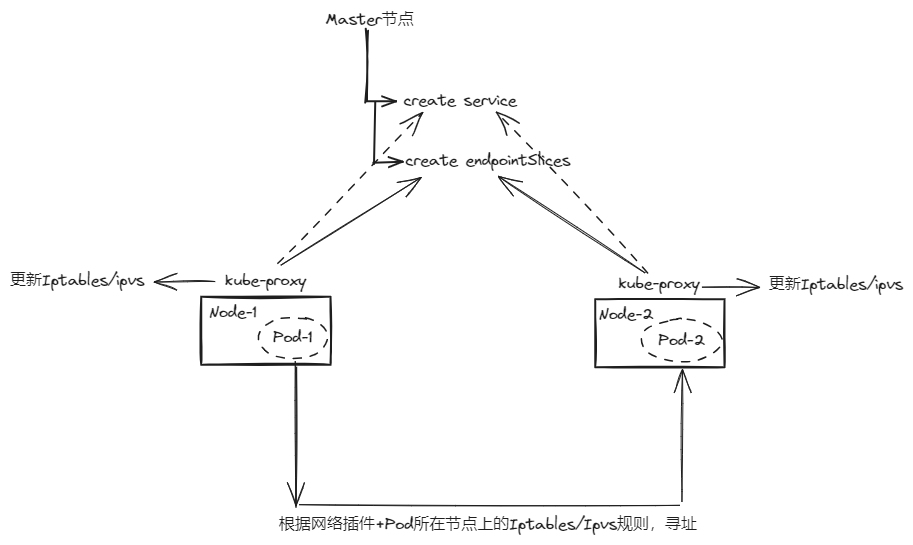 Master节点
create service
create endpointSlices
更新Iptables/ipvs
kube-proxy
kube-proxy
更新Iptables/ipvs
Node-1
Pod-1
Node-2
Pod-2
根据网络插件+Pod所在节点上的Iptables/Ipvs规则，寻址